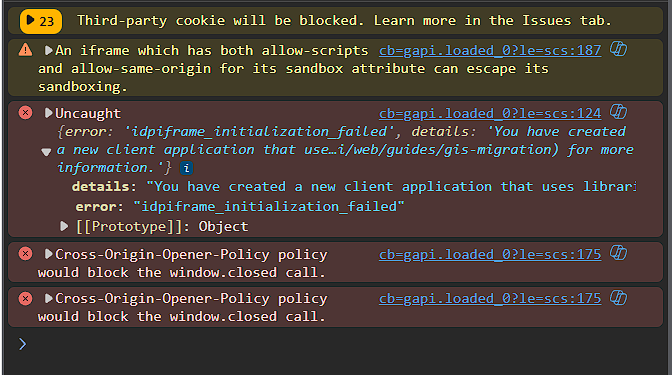 23 Third-party cookie will be blocked. Learn more in the Issues tab.
An iframe which has both allow-scripts cb=gapi.loaded_0?le=scs:187
and allow-same-origin for its sandbox attribute can escape its
sandboxing.
Uncaught cb=gapi.loaded_0?le=scs:124
{error: 'idpiframe_initialization_failed', details: 'You have created
a new client application that use…i/web/guides/gis-migration) for more
information.'} i
details: "You have created a new client application that uses librari
error: "idpiframe_initialization_failed"
[[Prototype]]: Object
Cross-Origin-Opener-Policy policy cb=gapi.loaded_0?le=scs:175
would block the window.closed call.
Cross-Origin-Opener-Policy policy cb=gapi.loaded_0?le=scs:175
would block the window.closed call.